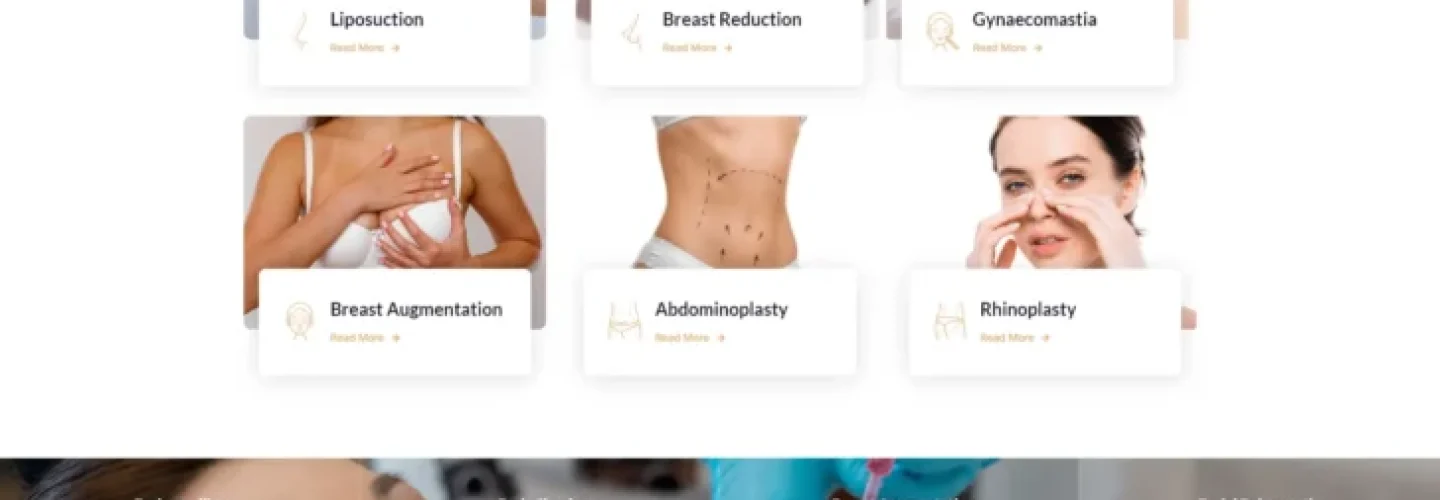 Liposuction
Read More →
Breast Reduction
Read More →
Gynaecomastia
Read More →
Breast Augmentation
Read More →
Abdominoplasty
Read More →
Rhinoplasty
Read More →